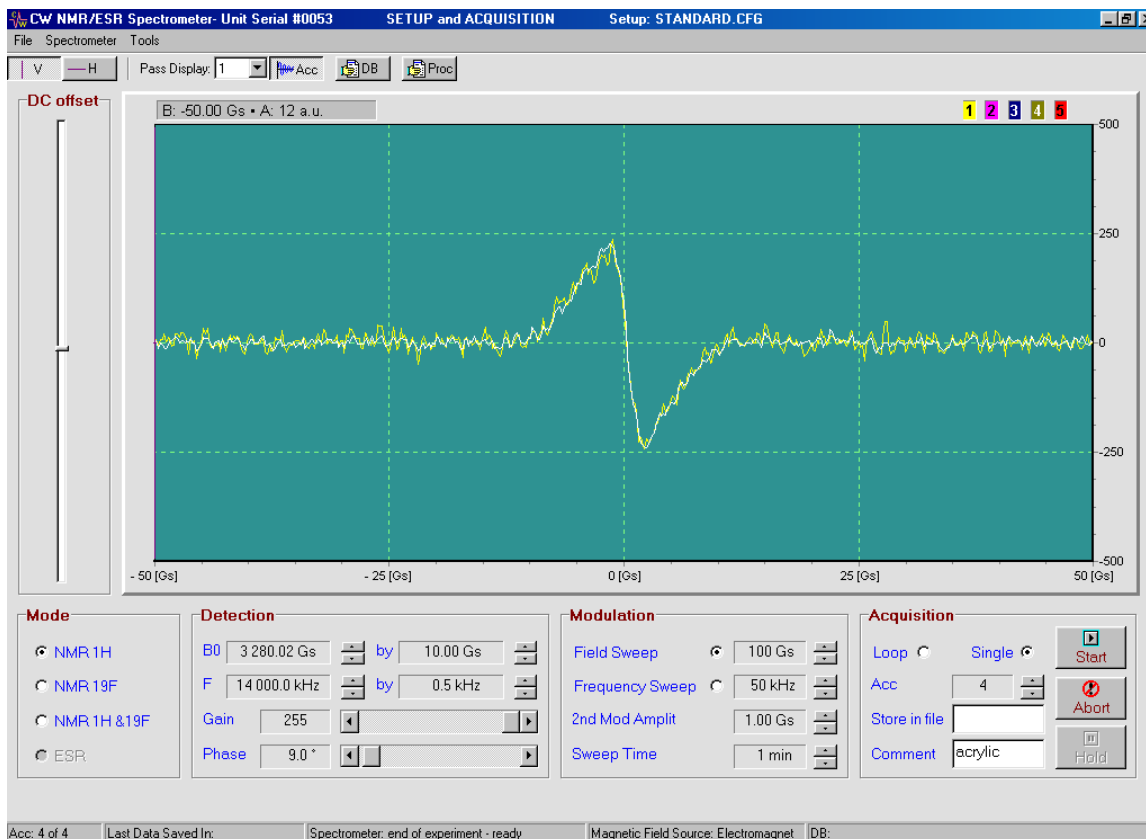 CW NMR/ESR Spectrometer- Unit Serial #0053 SETUP and ACQUISITION Setup: STANDARD.CFG
File Spectrometer Tools
V H Pass Display: 1 Acc DB Proc
DC offset
B: -50.00 Gs • A: 12 a.u.
1 2 3 4 5
500
250
0
-250
-500
- 50 [Gs] - 25 [Gs] 0 [Gs] 25 [Gs] 50 [Gs]
Mode
NMR 1H
NMR 19F
NMR 1H &19F
ESR
Detection
B0 3 280.02 Gs by 10.00 Gs
F 14 000.0 kHz by 0.5 kHz
Gain 255
Phase 9.0 °
Modulation
Field Sweep 100 Gs
Frequency Sweep 50 kHz
2nd Mod Amplit 1.00 Gs
Sweep Time 1 min
Acquisition
Loop Single
Acc 4
Store in file
Comment acrylic
Start
Abort
Hold
Acc: 4 of 4 Last Data Saved In: Spectrometer: end of experiment - ready Magnetic Field Source: Electromagnet DB: